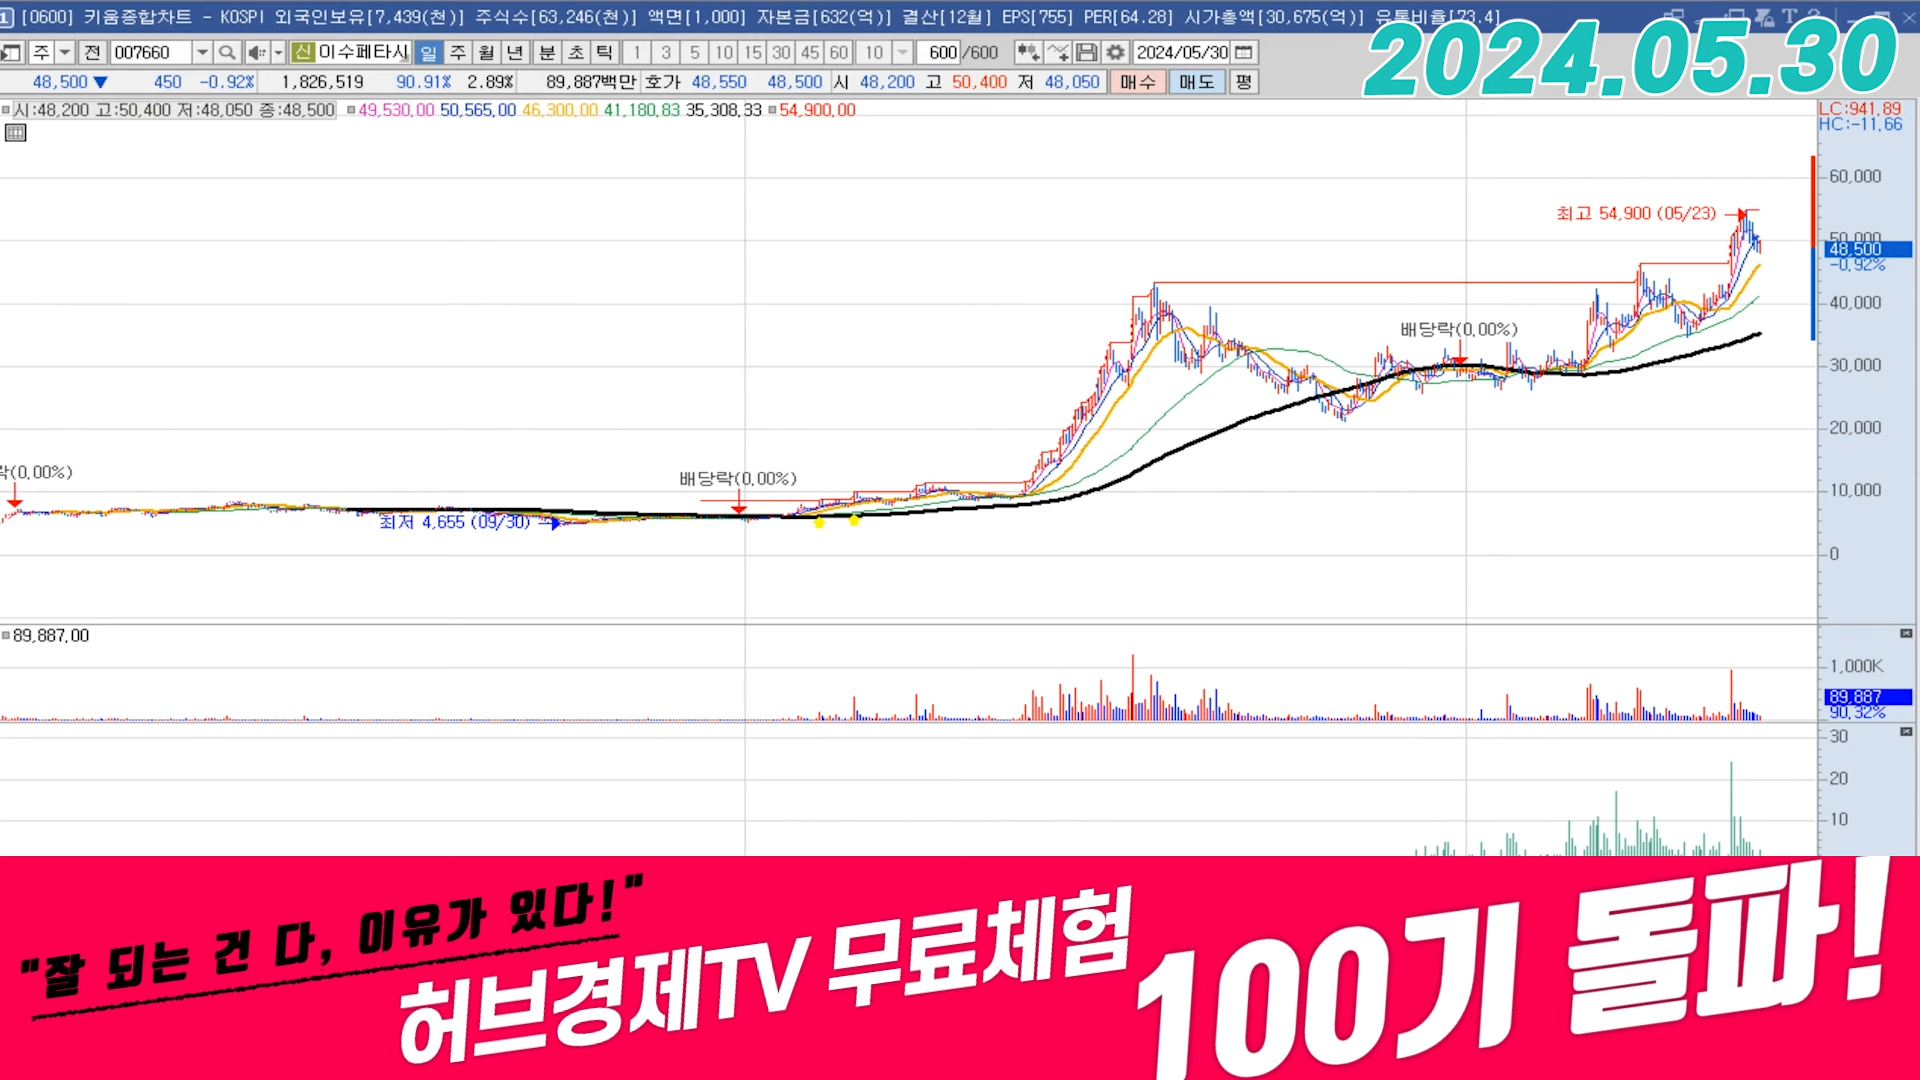 [0600] 키움종합차트 - KOSPI 외국인보유[7,439(천)] 주식수[63,246(천)] 액면[1,000] 자본금[632(억)] 결산[12월] EPS[755] PER[64.28] 시가총액[30,675(억)] 유통비율[73.4]
2024.05.30
주 전 007660 신 미수페타시 일 주 월 년 분 초 틱 1 3 5 10 15 30 45 60 10 600 /600 2024/05/30
48,500 ▼ 450 -0.92% 1,826,519 90.91% 2.89% 89,887백만 호가 48,550 48,500 시 48,200 고 50,400 저 48,050 매수 매도 평
시:48,200 고:50,400 저:48,050 종:48,500 49,530.00 50,565.00 46,300.00 41,180.83 35,308.33 54,900.00
LC:941.89
HC:-11.66
60,000
최고 54,900 (05/23)
50,000
48,500
-0.92%
40,000
배당락(0.00%)
30,000
20,000
락(0.00%)
배당락(0.00%)
10,000
최저 4,655 (09/30)
0
89,887.00
1,000K
89,887
90.32%
30
20
10
"잘 되는 건 다, 이유가 있다!"
허브경제TV 무료체험
100기 돌파!